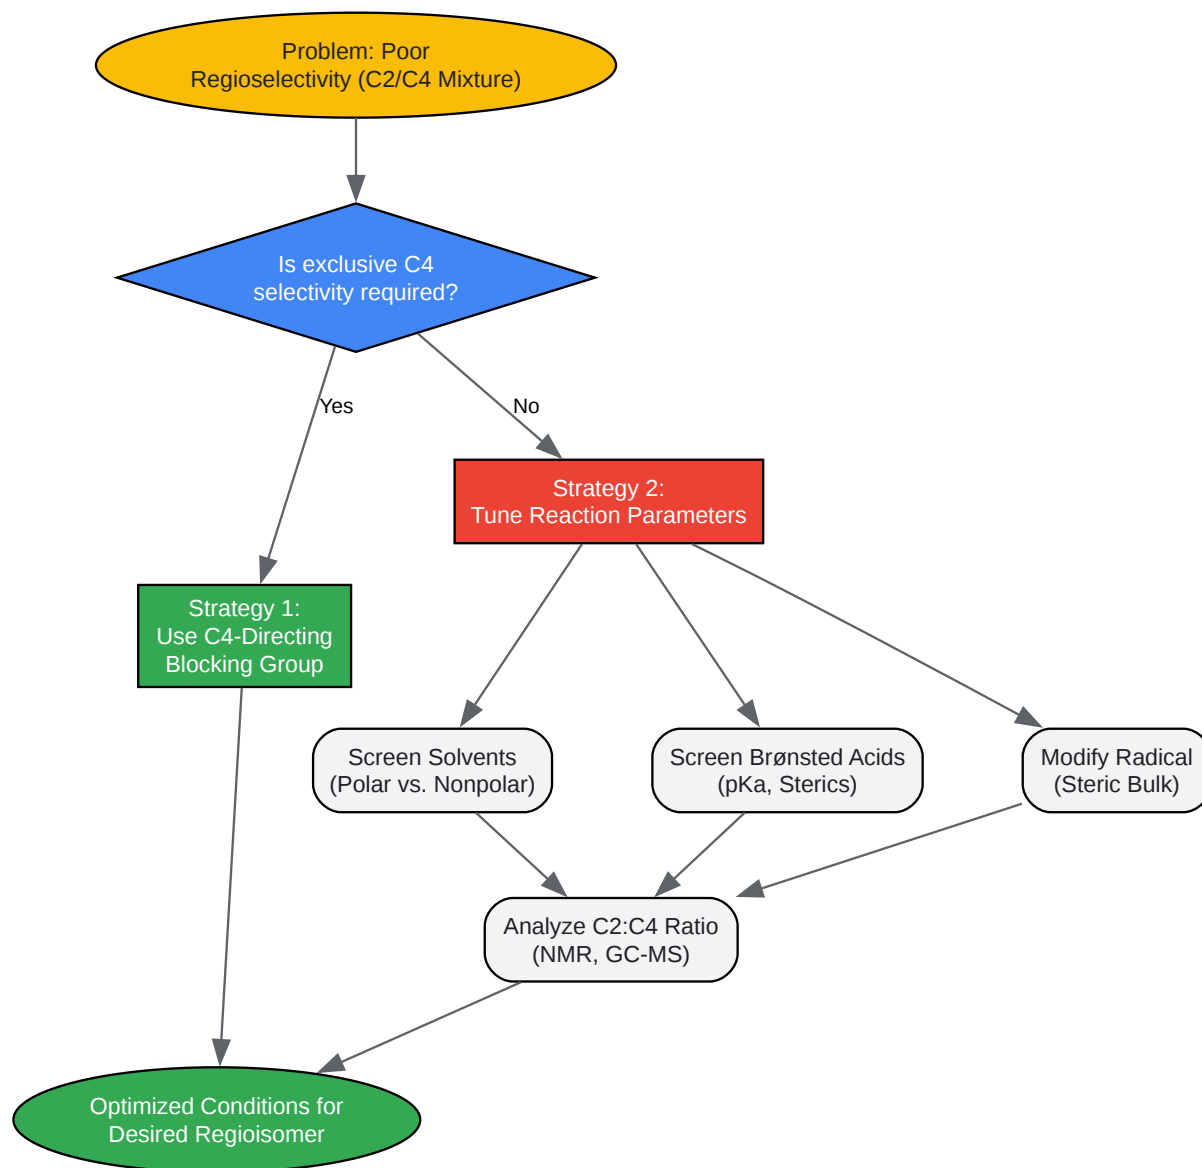 Problem: Poor
Regioselectivity (C2/C4 Mixture)
Is exclusive C4
selectivity required?
Yes
No
Strategy 2:
Tune Reaction Parameters
Strategy 1:
Use C4-Directing
Blocking Group
Screen Solvents
(Polar vs. Nonpolar)
Screen Brønsted Acids
(pKa, Sterics)
Modify Radical
(Steric Bulk)
Analyze C2:C4 Ratio
(NMR, GC-MS)
Optimized Conditions for
Desired Regioisomer